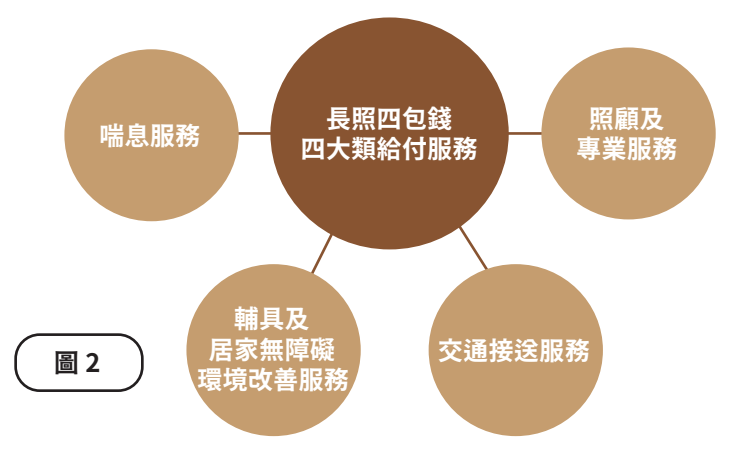 長照四包錢
四大類給付服務
喘息服務
照顧及
專業服務
輔具及
居家無障礙
環境改善服務
交通接送服務
圖 2